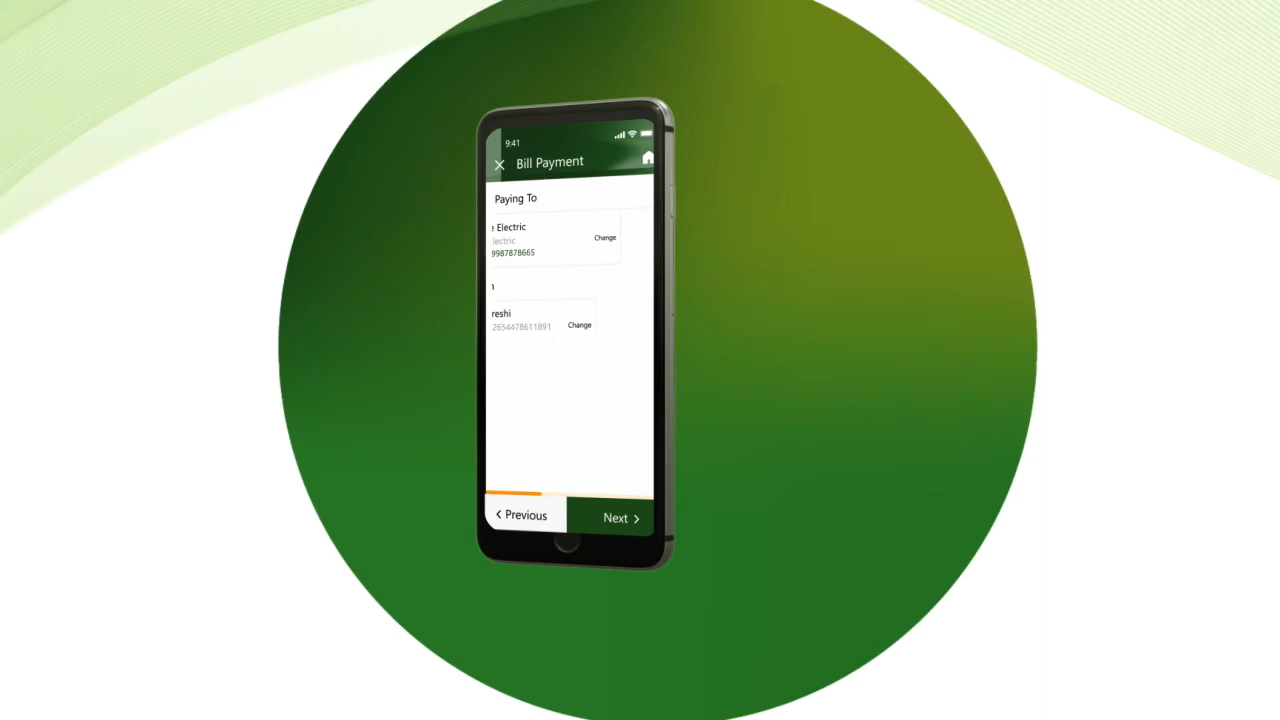 9:41
Bill Payment
Paying To
e Electric
lectric
Change
9987878665
reshi
2654478611891
Change
Previous
Next